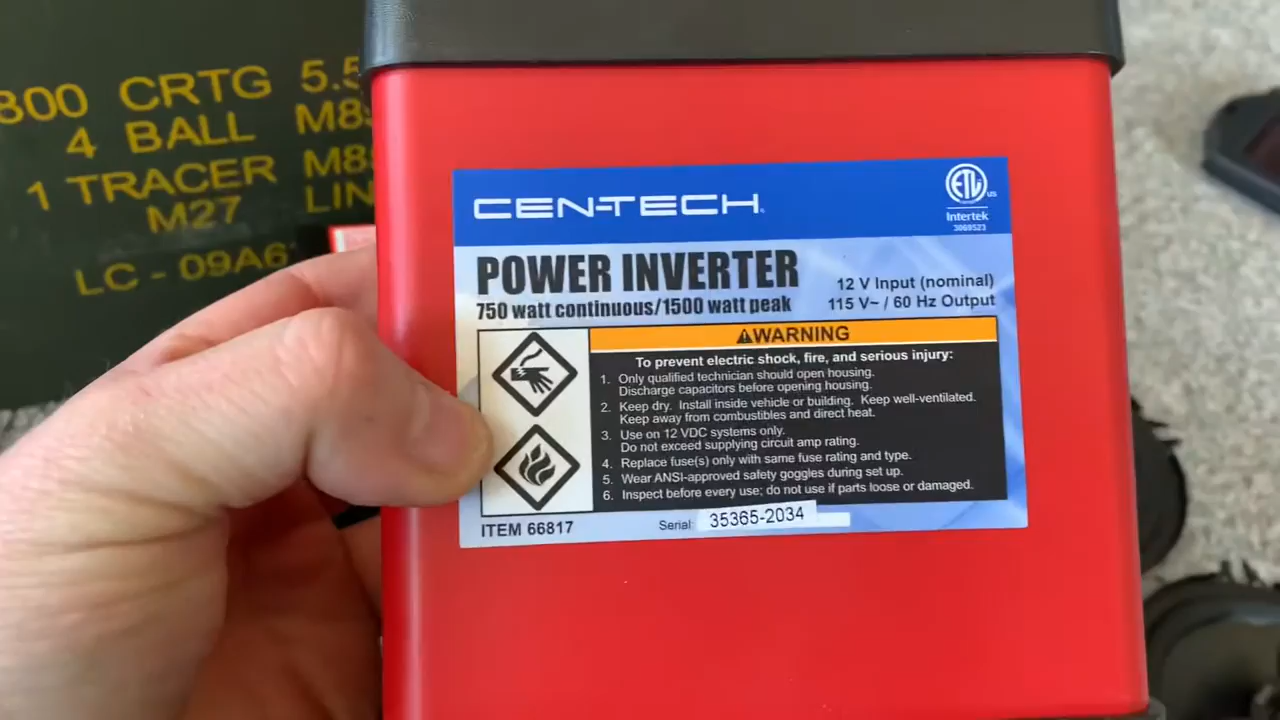 800 CRTG 5.5
4 BALL M8
1 TRACER M8
M27 LIN
LC - 09A6
CEN-TECH
ETL
US
Intertek
3069523
POWER INVERTER
750 watt continuous/1500 watt peak
12 V Input (nominal)
115 V~ / 60 Hz Output
⚠WARNING
To prevent electric shock, fire, and serious injury:
1. Only qualified technician should open housing.
Discharge capacitors before opening housing.
2. Keep dry. Install inside vehicle or building. Keep well-ventilated.
Keep away from combustibles and direct heat.
3. Use on 12 VDC systems only.
Do not exceed supplying circuit amp rating.
4. Replace fuse(s) only with same fuse rating and type.
5. Wear ANSI-approved safety goggles during set up.
6. Inspect before every use; do not use if parts loose or damaged.
ITEM 66817
Serial: 35365-2034